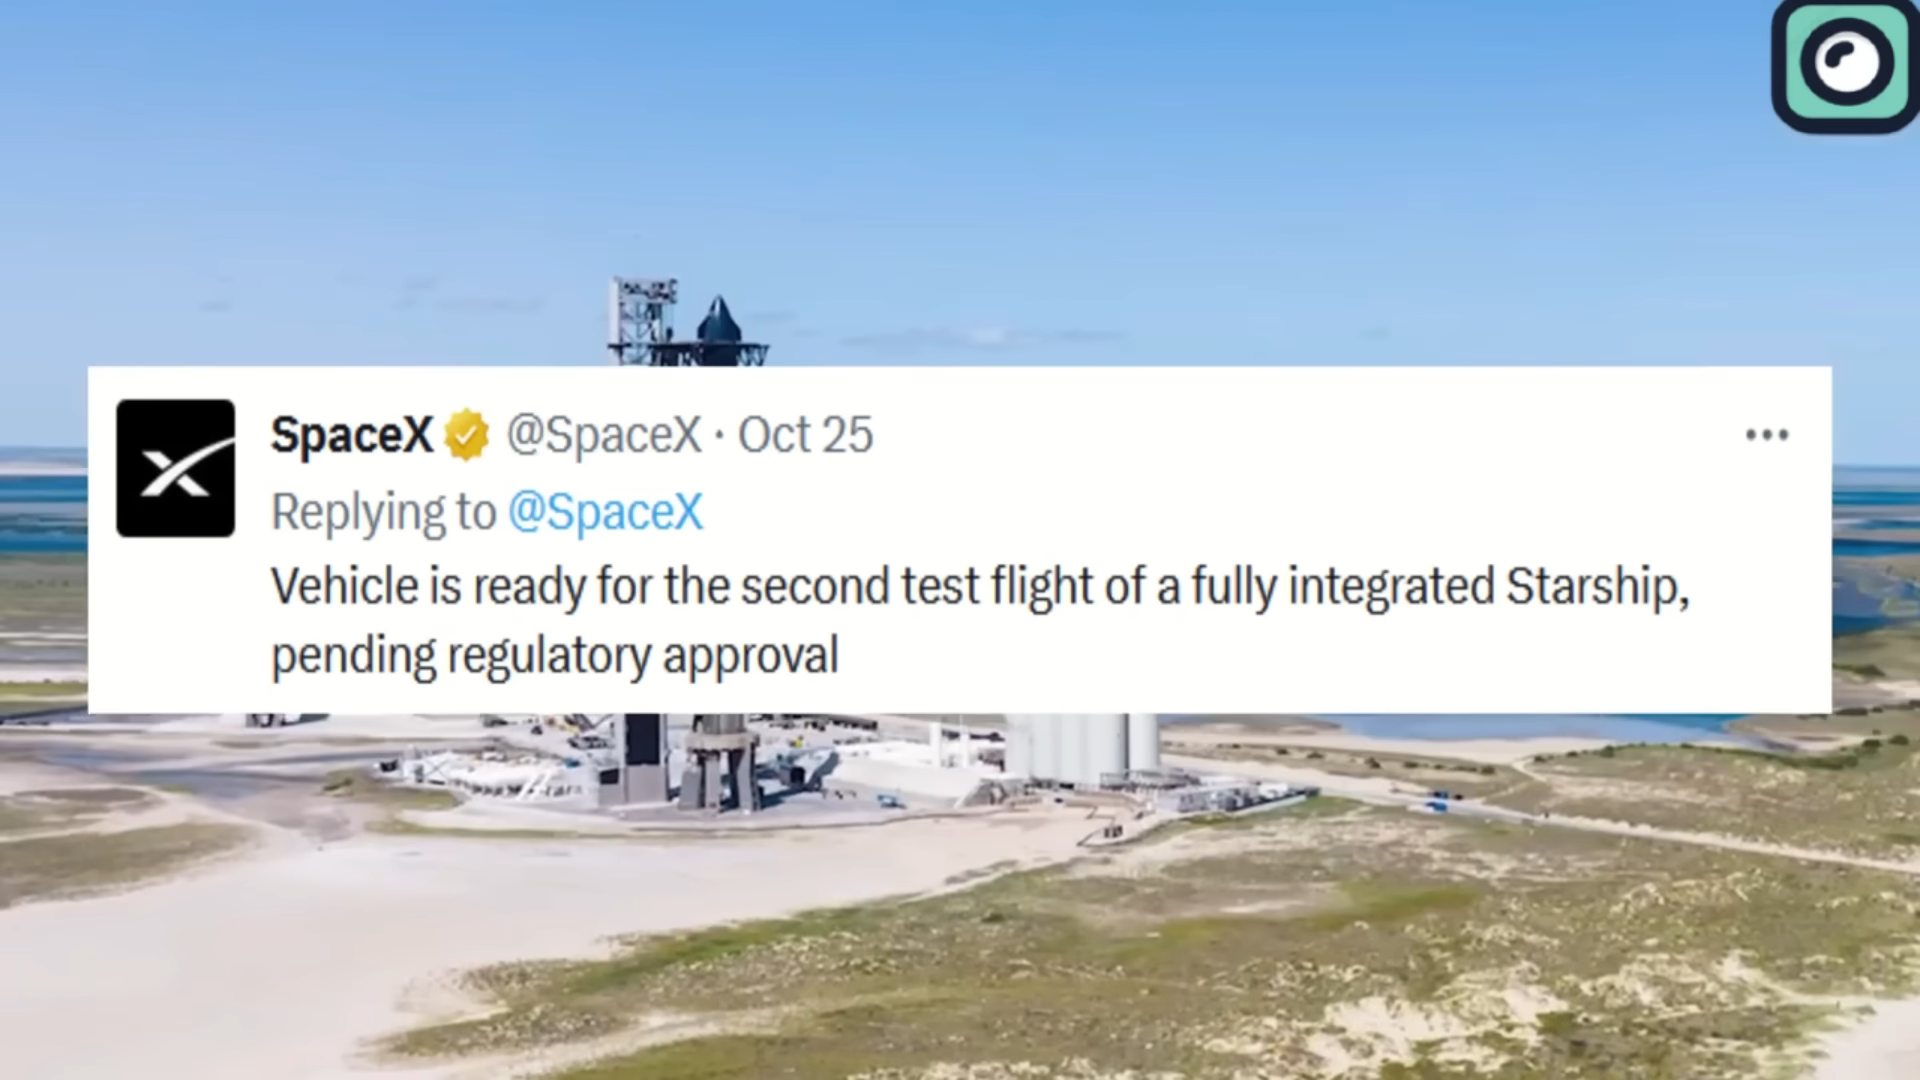 SpaceX @SpaceX · Oct 25
Replying to @SpaceX
Vehicle is ready for the second test flight of a fully integrated Starship,
pending regulatory approval